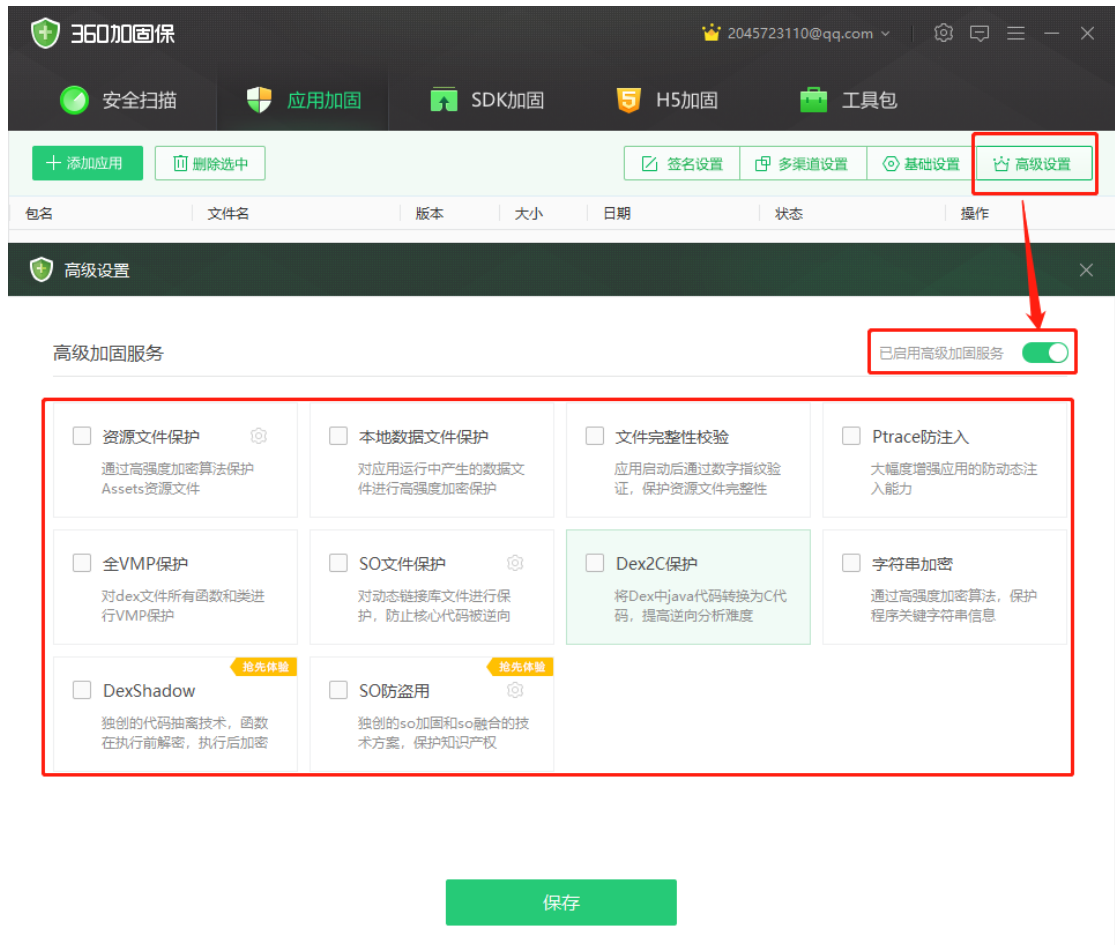 360加固保
2045723110@qq.com
安全扫描
应用加固
SDK加固
5
H5加固
工具包
添加应用
删除选中
签名设置
多渠道设置
基础设置
高级设置
包名
文件名
版本
大小
日期
状态
操作
高级设置
高级加固服务
已启用高级加固服务
资源文件保护
通过高强度加密算法保护
Assets资源文件
本地数据文件保护
对应用运行中产生的数据文
件进行高强度加密保护
文件完整性校验
应用启动后通过数字指纹验
证，保护资源文件完整性
Ptrace防注入
大幅度增强应用的防动态注
入能力
全VMP保护
对dex文件所有函数和类进
行VMP保护
SO文件保护
对动态链接库文件进行保
护，防止核心代码被逆向
Dex2C保护
将Dex中java代码转换为C代
码，提高逆向分析难度
字符串加密
通过高强度加密算法，保护
程序关键字符串信息
抢先体验
DexShadow
独创的代码抽离技术，函数
在执行前解密，执行后加密
抢先体验
SO防盗用
独创的so加固和so融合的技
术方案，保护知识产权
保存